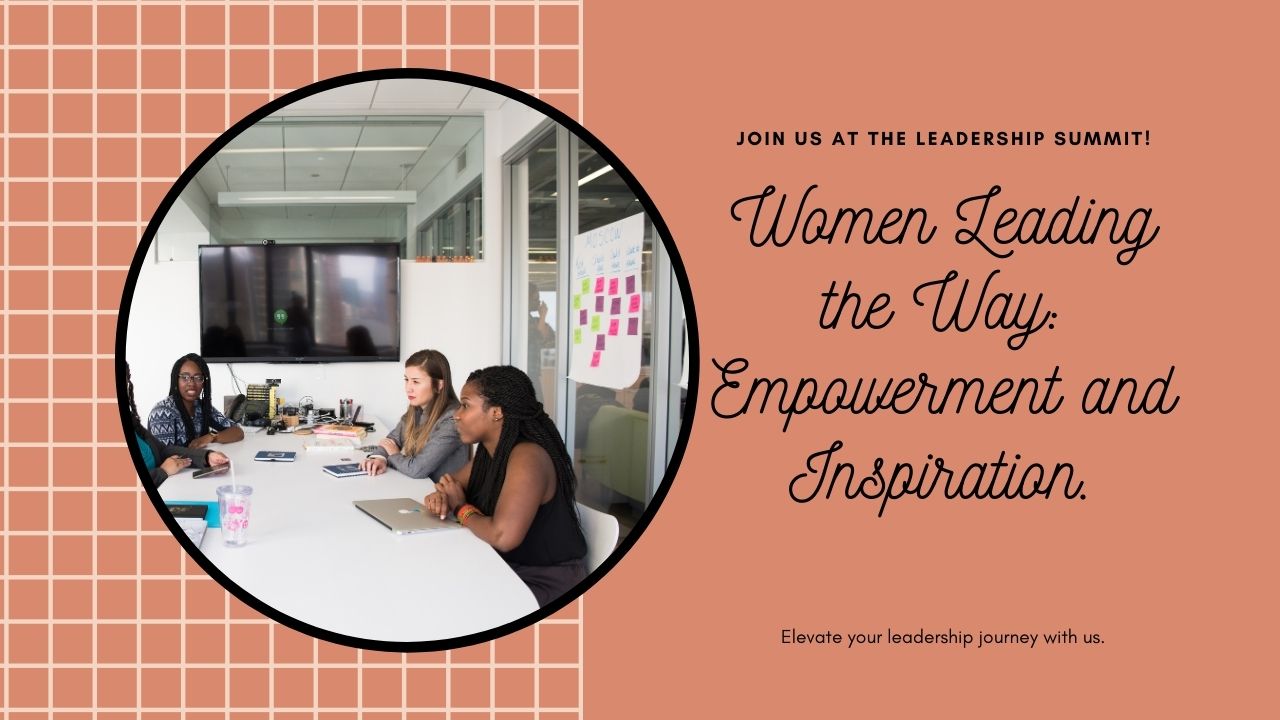 JOIN US AT THE LEADERSHIP SUMMIT!
Women Leading
the Way:
Empowerment and
Inspiration.
Elevate your leadership journey with us.
MOSCOW